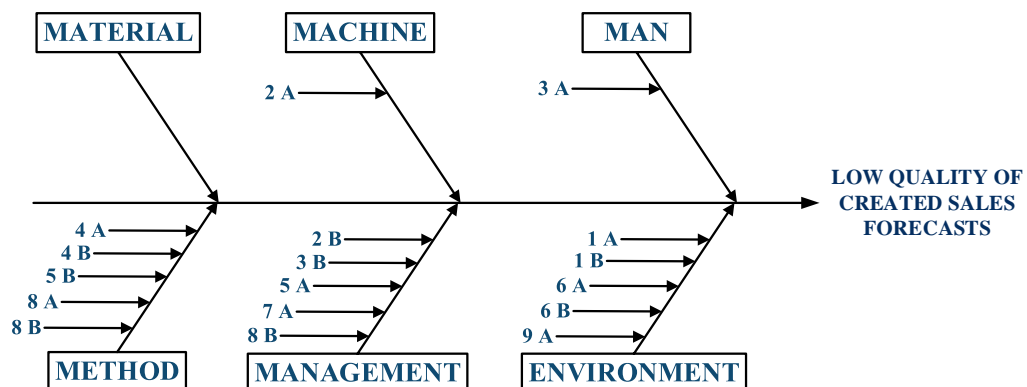 MATERIAL
MACHINE
MAN
2 A
3 A
LOW QUALITY OF
CREATED SALES
FORECASTS
4 A
4 B
5 B
8 A
8 B
2 B
3 B
5 A
7 A
8 B
1 A
1 B
6 A
6 B
9 A
METHOD
MANAGEMENT
ENVIRONMENT